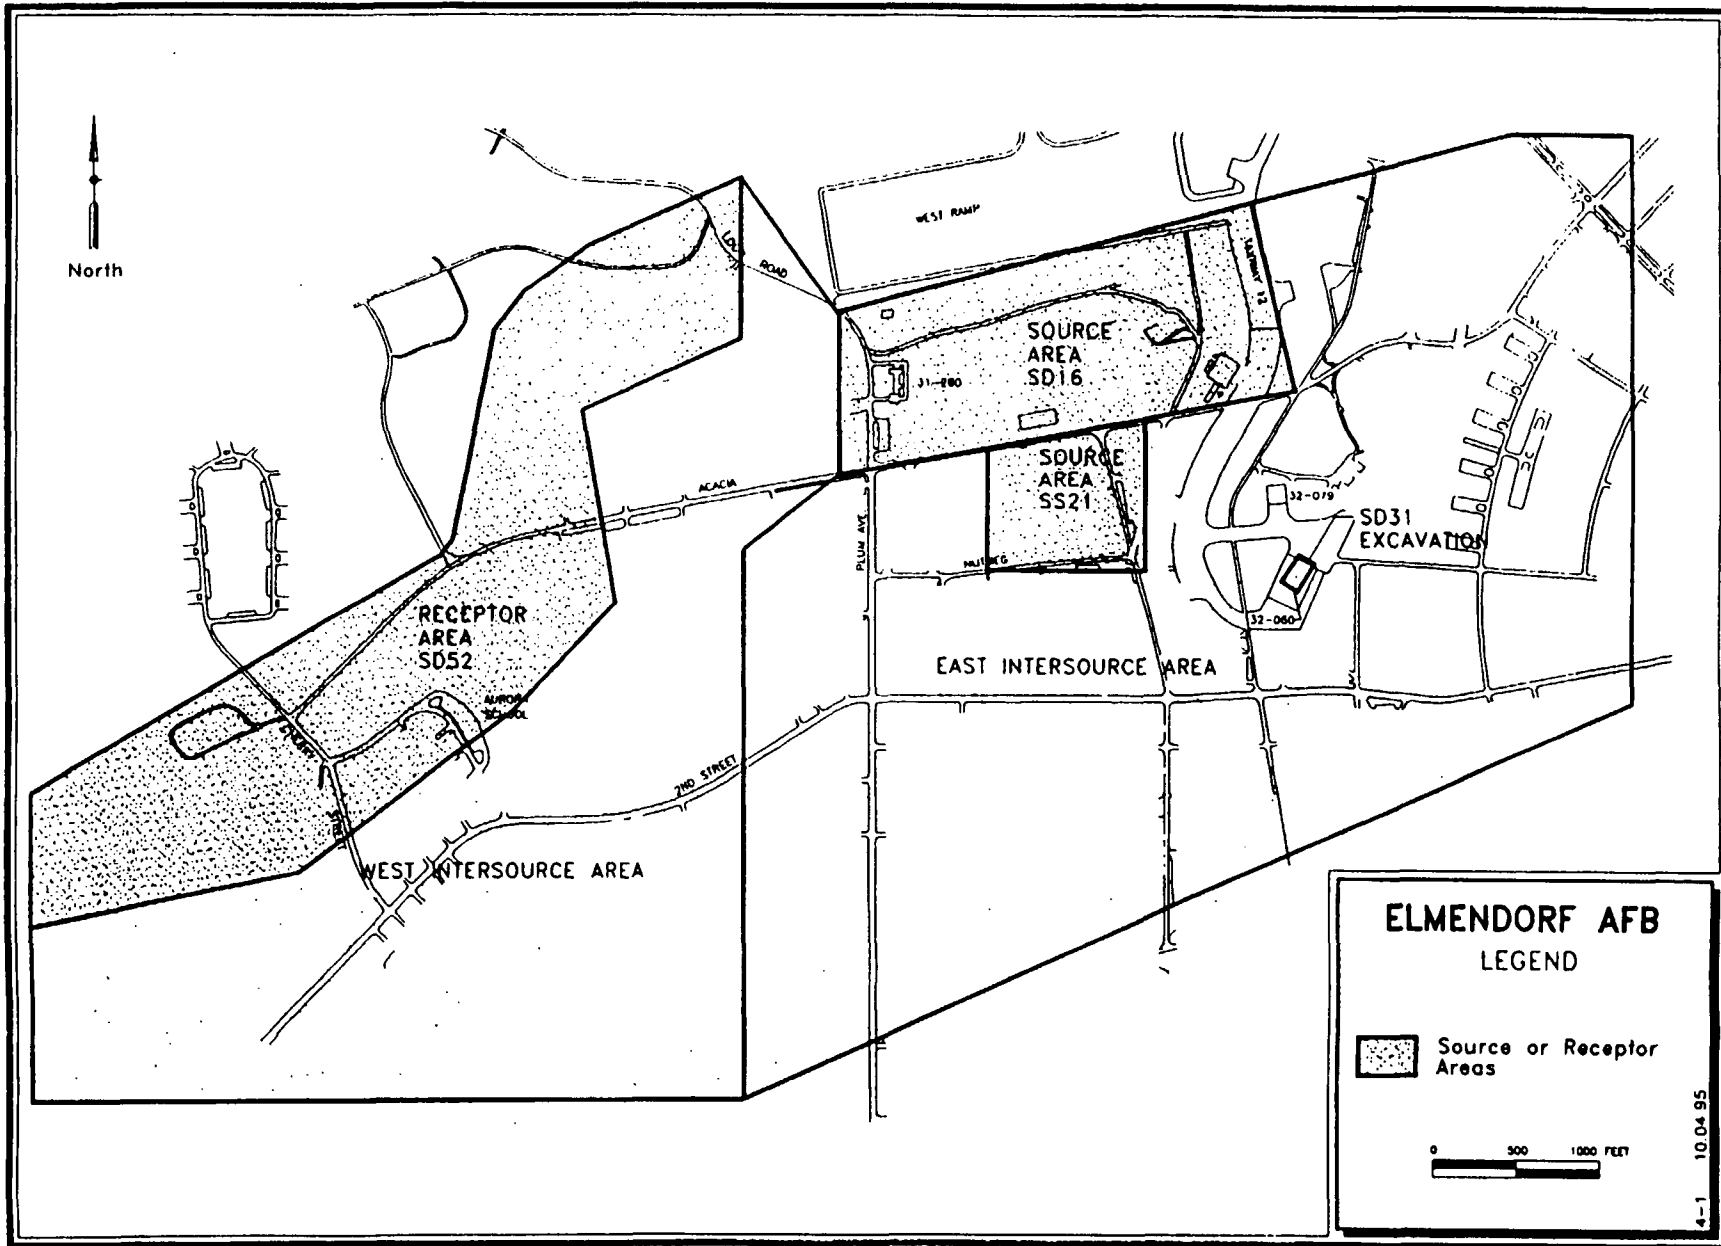 North
WEST RAMP
TAXIWAY 12
ROAD
SOURCE
AREA
SD16
31-280
SOURCE
AREA
SS21
ACACIA
PLUM AVE
NUTMEG
32-079
SD31
EXCAVATION
32-060
RECEPTOR
AREA
SD52
AURORA
SCHOOL
EAST INTERSOURCE AREA
2ND STREET
WEST INTERSOURCE AREA
ELMENDORF AFB
LEGEND
Source or Receptor
Areas
0 500 1000 FEET
4-1 10.04 95